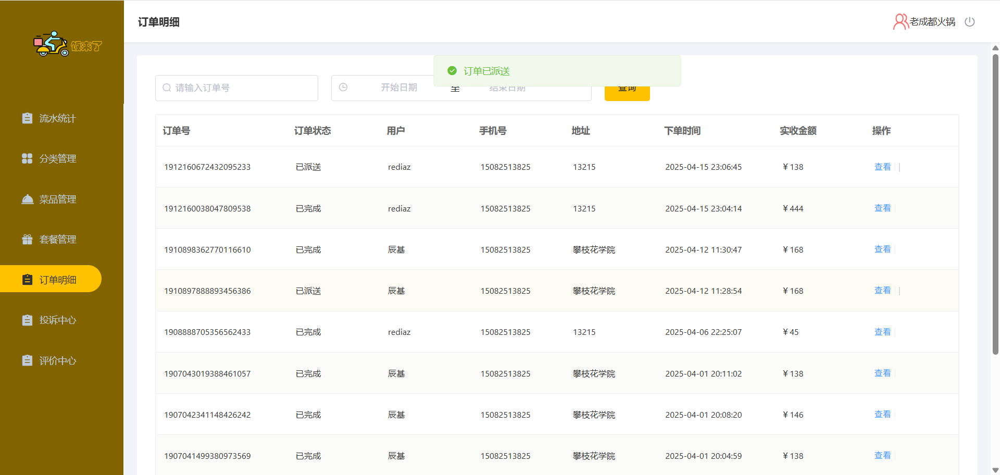 饭来了
订单明细
老成都火锅
流水统计
分类管理
菜品管理
套餐管理
订单明细
投诉中心
评价中心
订单已派送
请输入订单号
开始日期 至 结束日期
查询
订单号 订单状态 用户 手机号 地址 下单时间 实收金额 操作
1912160672432095233 已派送 rediaz 15082513825 13215 2025-04-15 23:06:45 ¥138 查看 |
1912160038047809538 已完成 rediaz 15082513825 13215 2025-04-15 23:04:14 ¥444 查看
1910898362770116610 已完成 辰基 15082513825 攀枝花学院 2025-04-12 11:30:47 ¥168 查看
1910897888893456386 已派送 辰基 15082513825 攀枝花学院 2025-04-12 11:28:54 ¥168 查看 |
1908888705356562433 已完成 rediaz 15082513825 13215 2025-04-06 22:25:07 ¥45 查看
1907043019388461057 已完成 辰基 15082513825 攀枝花学院 2025-04-01 20:11:02 ¥138 查看
1907042341148426242 已完成 辰基 15082513825 攀枝花学院 2025-04-01 20:08:20 ¥146 查看
1907041499380973569 已完成 辰基 15082513825 攀枝花学院 2025-04-01 20:04:59 ¥138 查看